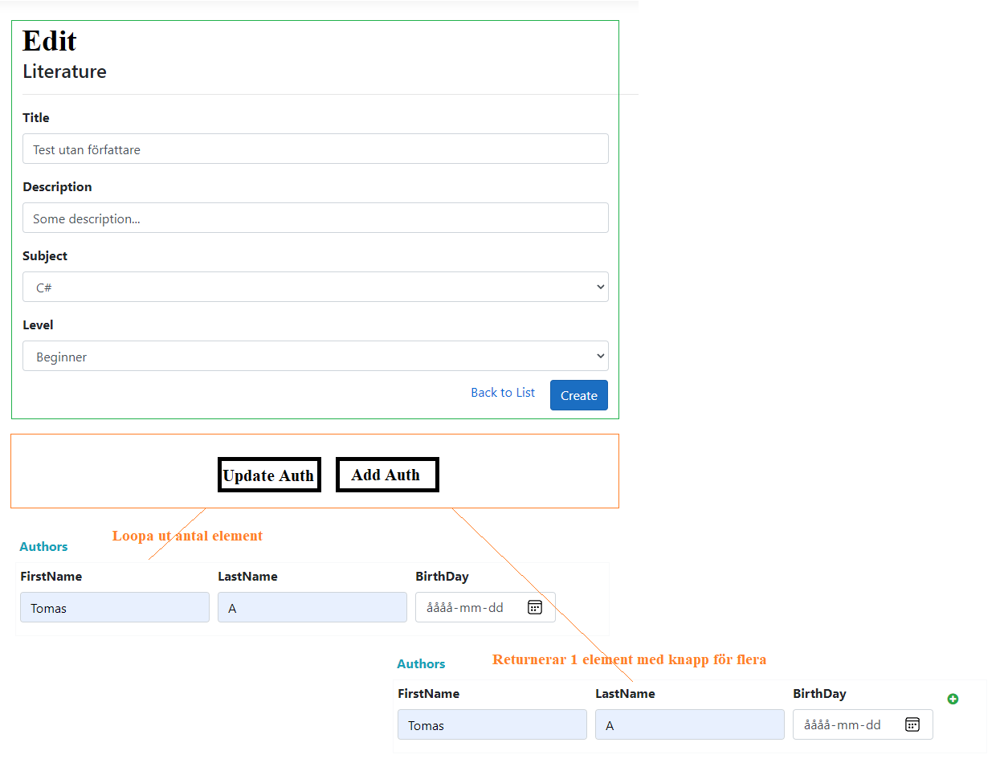 Edit
Literature
Title
Test utan författare
Description
Some description...
Subject
C#
Level
Beginner
Back to List Create
Update Auth Add Auth
Loopa ut antal element
Authors
FirstName LastName BirthDay
Tomas A åååå-mm-dd
Returnerar 1 element med knapp för flera
Authors
FirstName LastName BirthDay
Tomas A åååå-mm-dd